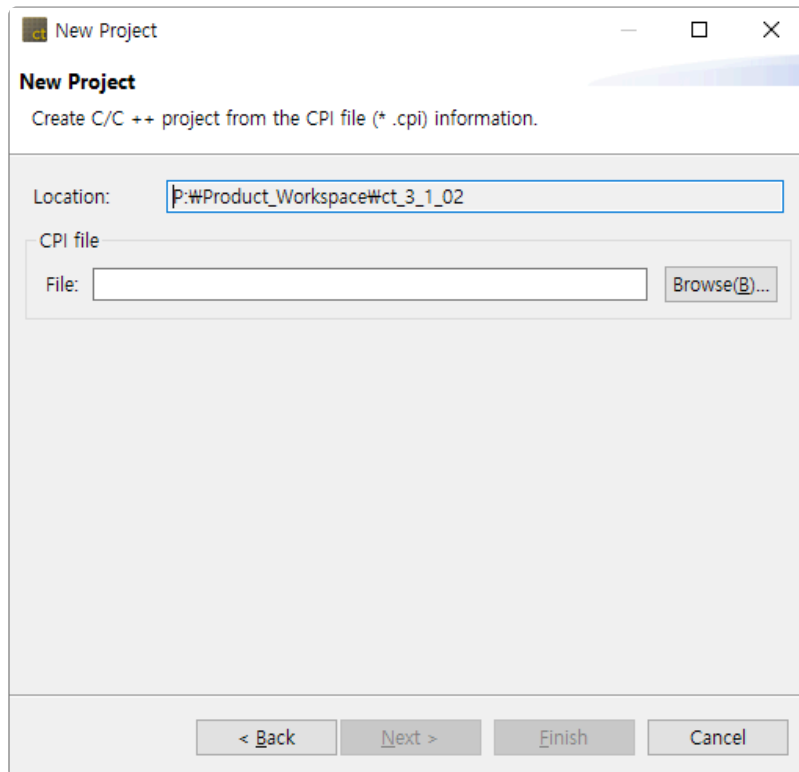 ct New Project
New Project
Create C/C ++ project from the CPI file (* .cpi) information.
Location: P:₩Product_Workspace₩ct_3_1_02
CPI file
File: Browse(B)...
< Back Next > Finish Cancel